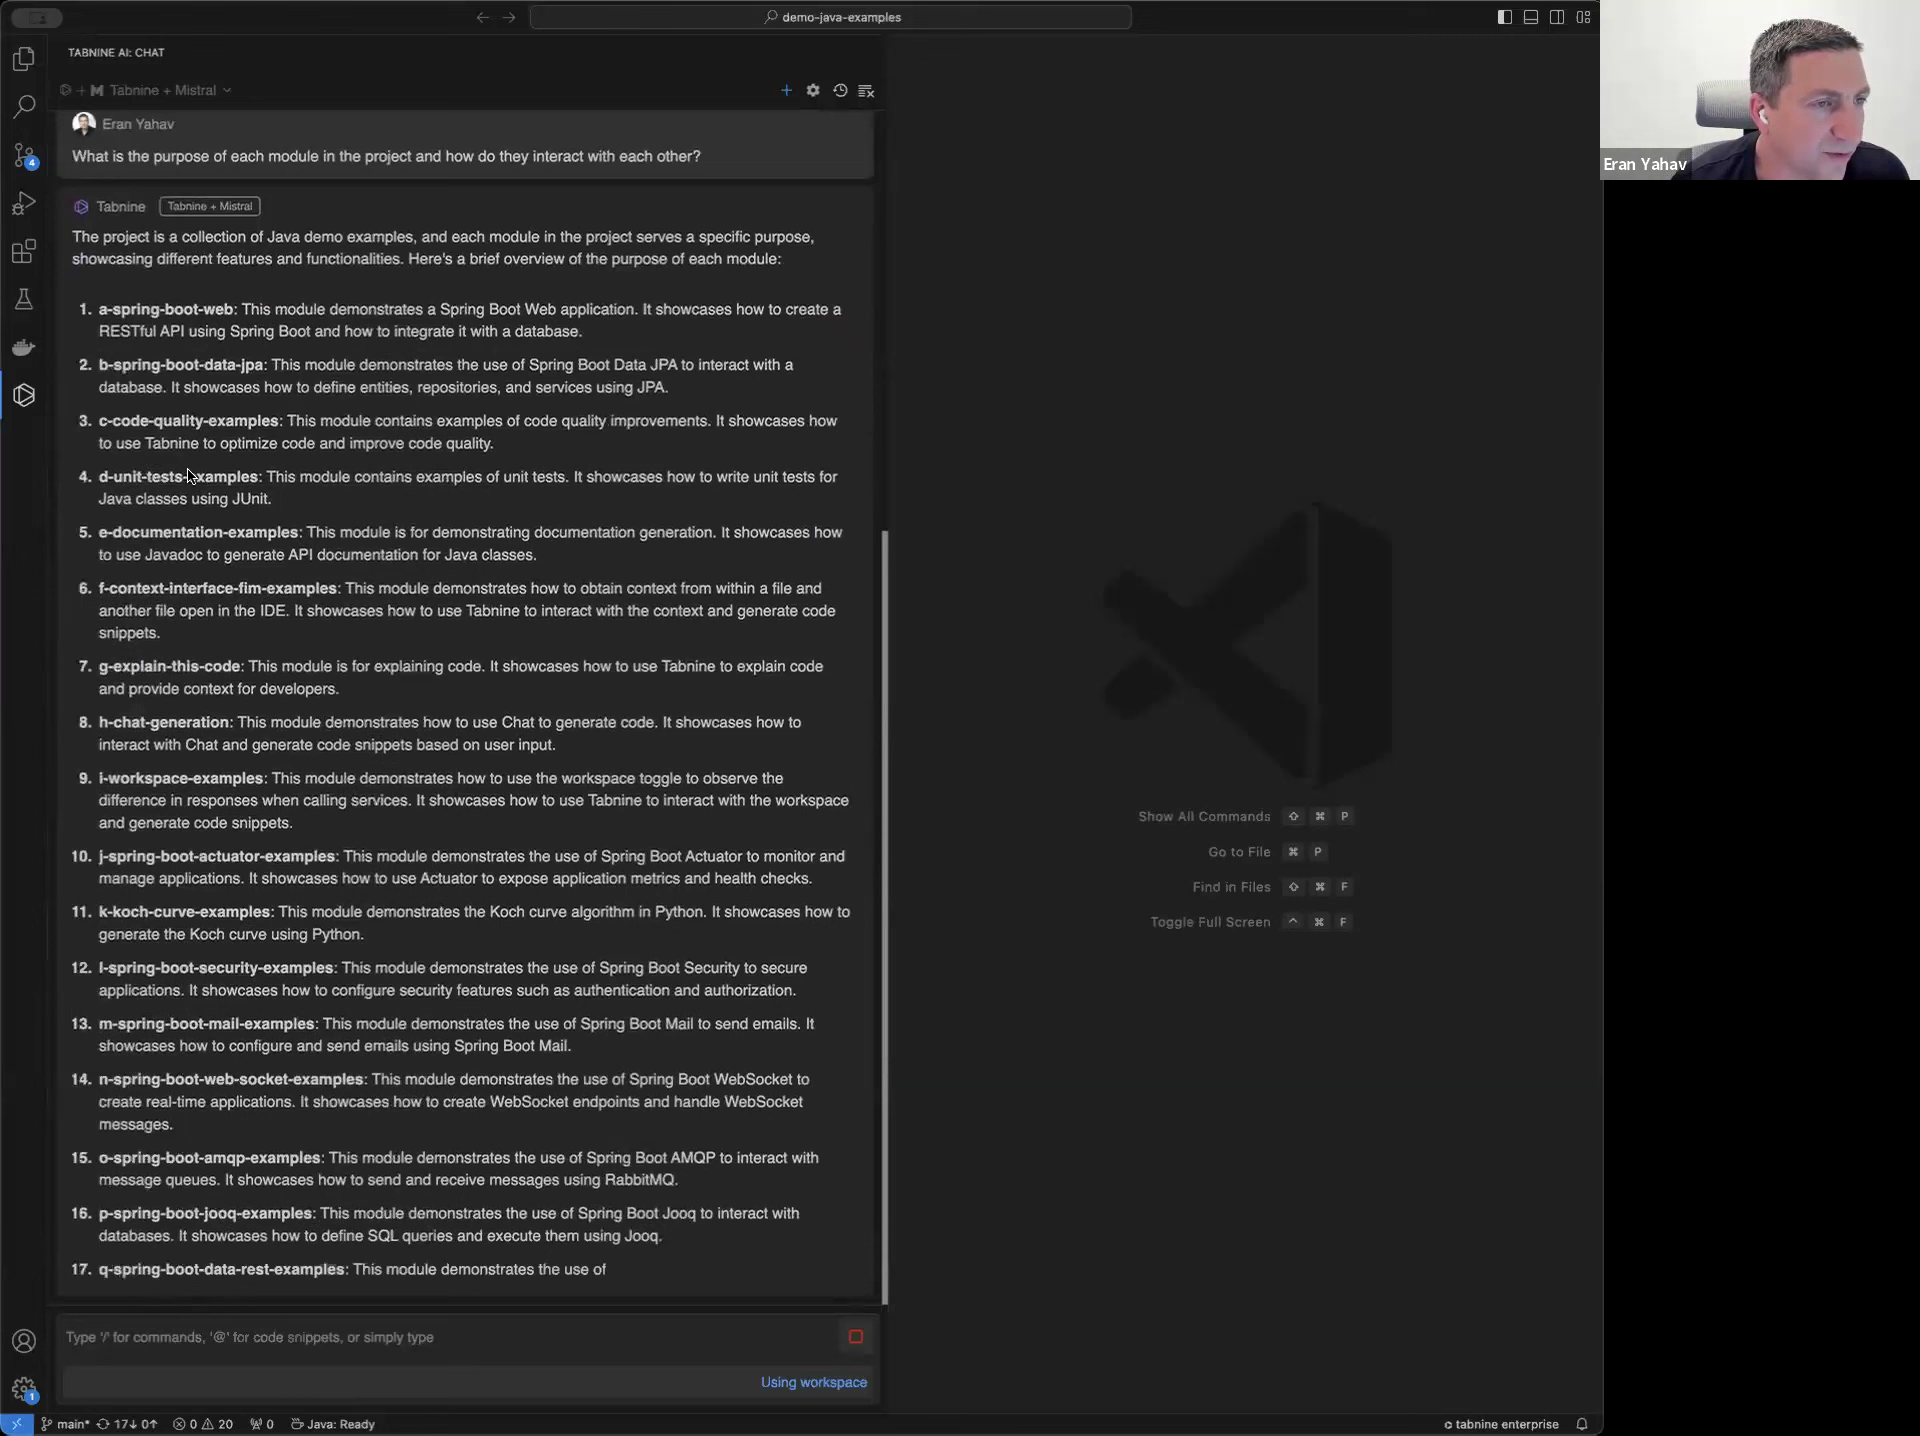 demo-java-examples
TABNINE AI: CHAT
Tabnine + Mistral
Eran Yahav
What is the purpose of each module in the project and how do they interact with each other?
Tabnine Tabnine + Mistral
The project is a collection of Java demo examples, and each module in the project serves a specific purpose,
showcasing different features and functionalities. Here's a brief overview of the purpose of each module:
1. a-spring-boot-web: This module demonstrates a Spring Boot Web application. It showcases how to create a
RESTful API using Spring Boot and how to integrate it with a database.
2. b-spring-boot-data-jpa: This module demonstrates the use of Spring Boot Data JPA to interact with a
database. It showcases how to define entities, repositories, and services using JPA.
3. c-code-quality-examples: This module contains examples of code quality improvements. It showcases how
to use Tabnine to optimize code and improve code quality.
4. d-unit-tests-examples: This module contains examples of unit tests. It showcases how to write unit tests for
Java classes using JUnit.
5. e-documentation-examples: This module is for demonstrating documentation generation. It showcases how
to use Javadoc to generate API documentation for Java classes.
6. f-context-interface-fim-examples: This module demonstrates how to obtain context from within a file and
another file open in the IDE. It showcases how to use Tabnine to interact with the context and generate code
snippets.
7. g-explain-this-code: This module is for explaining code. It showcases how to use Tabnine to explain code
and provide context for developers.
8. h-chat-generation: This module demonstrates how to use Chat to generate code. It showcases how to
interact with Chat and generate code snippets based on user input.
9. i-workspace-examples: This module demonstrates how to use the workspace toggle to observe the
difference in responses when calling services. It showcases how to use Tabnine to interact with the workspace
and generate code snippets.
10. j-spring-boot-actuator-examples: This module demonstrates the use of Spring Boot Actuator to monitor and
manage applications. It showcases how to use Actuator to expose application metrics and health checks.
11. k-koch-curve-examples: This module demonstrates the Koch curve algorithm in Python. It showcases how to
generate the Koch curve using Python.
12. l-spring-boot-security-examples: This module demonstrates the use of Spring Boot Security to secure
applications. It showcases how to configure security features such as authentication and authorization.
13. m-spring-boot-mail-examples: This module demonstrates the use of Spring Boot Mail to send emails. It
showcases how to configure and send emails using Spring Boot Mail.
14. n-spring-boot-web-socket-examples: This module demonstrates the use of Spring Boot WebSocket to
create real-time applications. It showcases how to create WebSocket endpoints and handle WebSocket
messages.
15. o-spring-boot-amqp-examples: This module demonstrates the use of Spring Boot AMQP to interact with
message queues. It showcases how to send and receive messages using RabbitMQ.
16. p-spring-boot-jooq-examples: This module demonstrates the use of Spring Boot Jooq to interact with
databases. It showcases how to define SQL queries and execute them using Jooq.
17. q-spring-boot-data-rest-examples: This module demonstrates the use of
Type '/' for commands, '@' for code snippets, or simply type
Using workspace
Show All Commands ⇧ ⌘ P
Go to File ⌘ P
Find in Files ⇧ ⌘ F
Toggle Full Screen ^ ⌘ F
4
1
main* 17↓ 0↑ 0 20 0 Java: Ready
tabnine enterprise
Eran Yahav